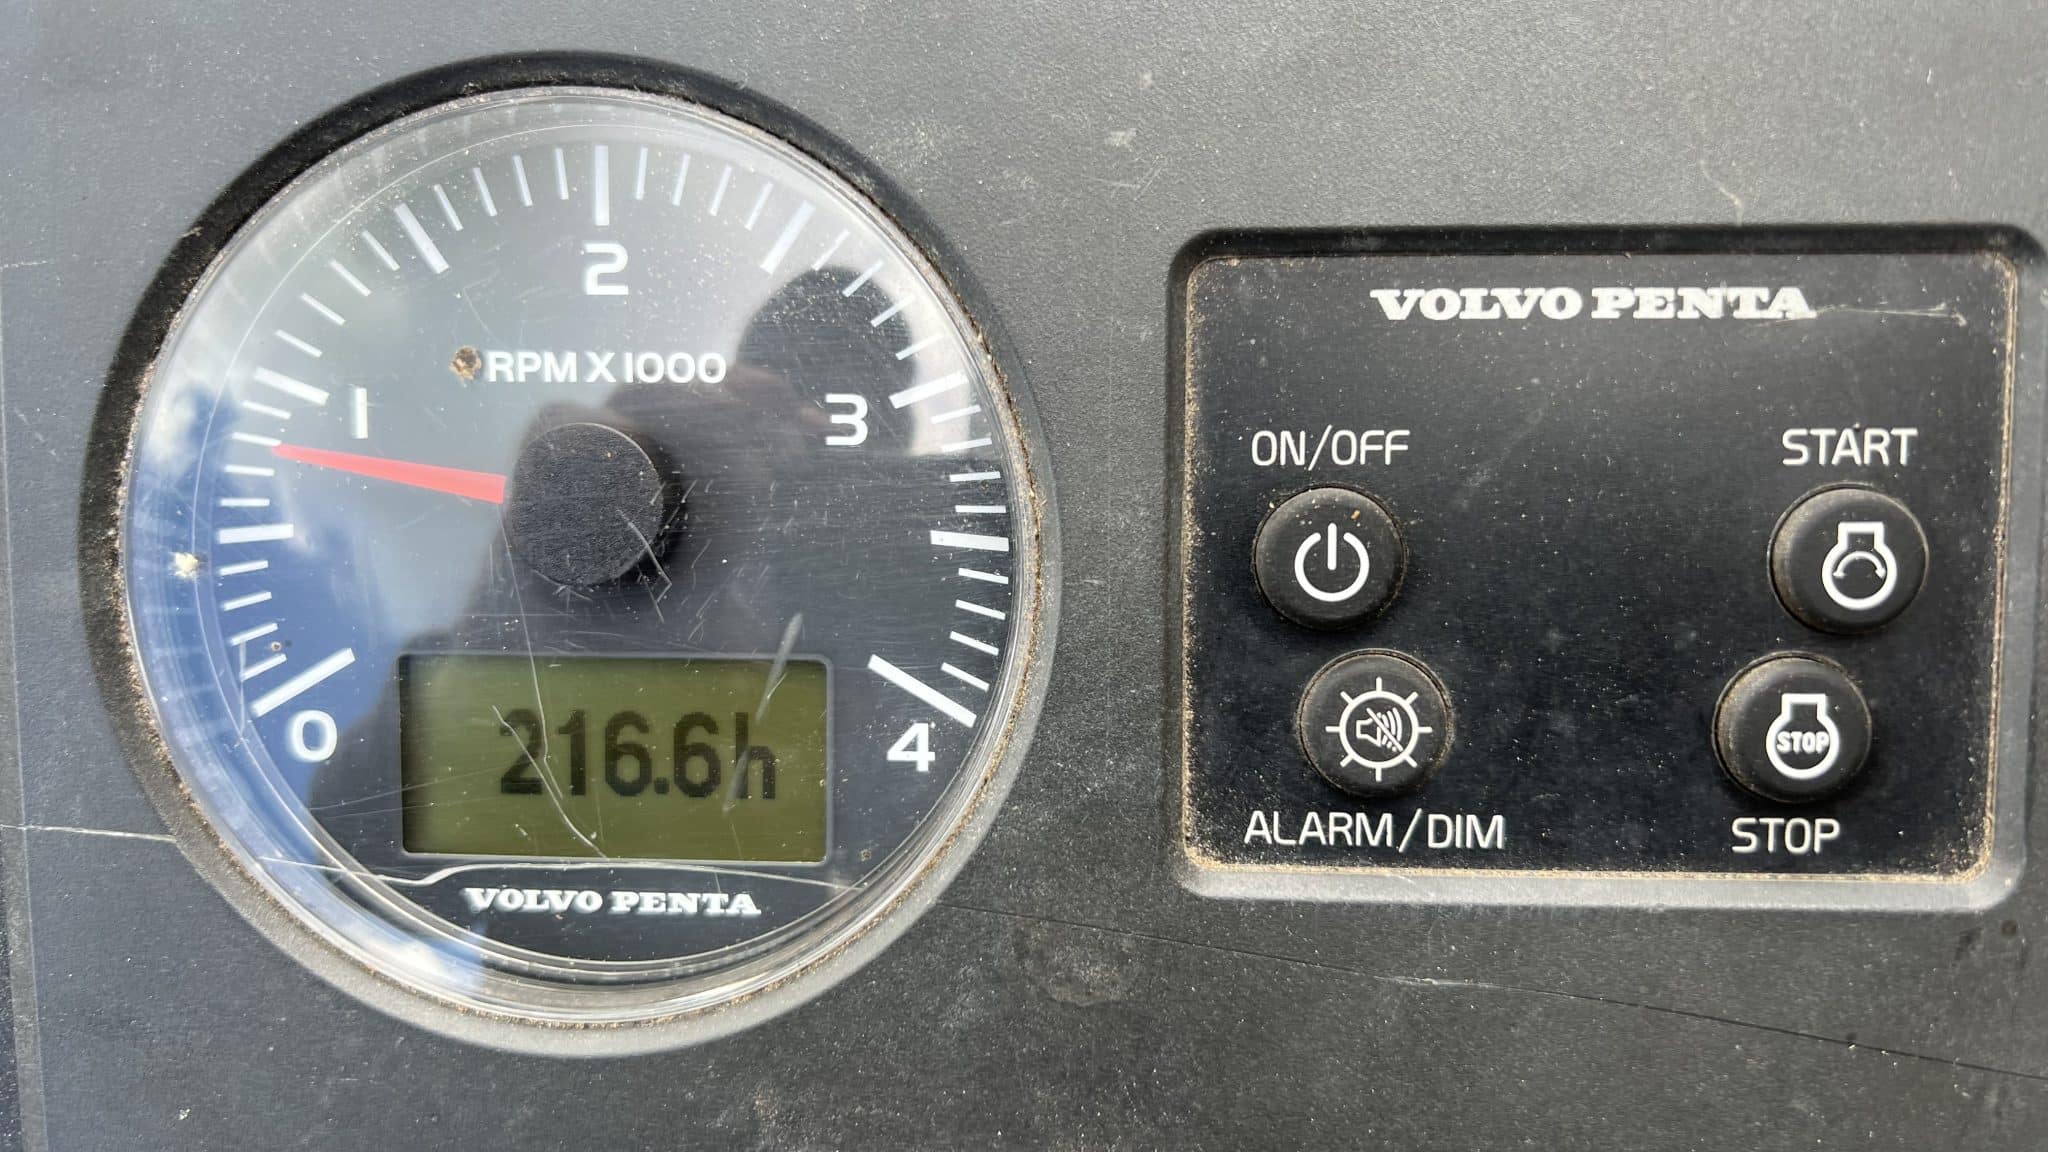 0
1
2
3
4
RPM X 1000
216.6h
VOLVO PENTA
VOLVO PENTA
ON/OFF
START
ALARM/DIM
STOP
STOP